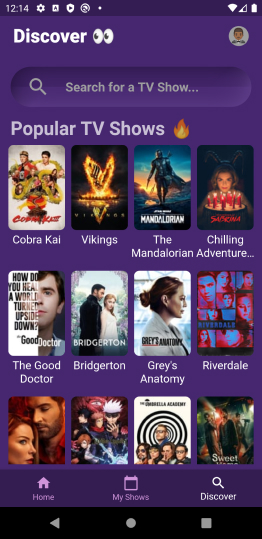 12:14
Discover 👀
Search for a TV Show...
Popular TV Shows 🔥
COBRA KAI
VIKINGS
THE
MANDALORIAN
SABRINA
Cobra Kai
Vikings
The
Mandalorian
Chilling
Adventure...
HOW DO
YOU HEAL
A WORLD
TURNED
UPSIDE
DOWN?
the Good Doctor
BRIDGERTON
GREY'S ANATOMY
RIVERDALE
The Good
Doctor
Bridgerton
Grey's
Anatomy
Riverdale
THE UMBRELLA ACADEMY
Sweet
Home
My Shows
Discover